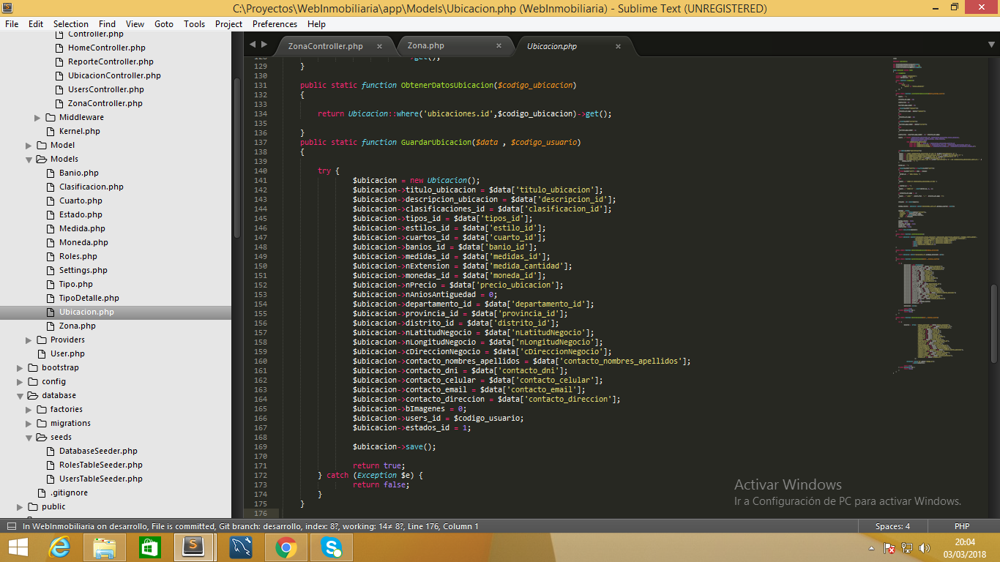 C:\Proyectos\WebInmobiliaria\app\Models\Ubicacion.php (WebInmobiliaria) - Sublime Text (UNREGISTERED)
File Edit Selection Find View Goto Tools Project Preferences Help
Controller.php
HomeController.php
ReporteController.php
UbicacionController.php
UsersController.php
ZonaController.php
Middleware
Kernel.php
Model
Models
Banio.php
Clasificacion.php
Cuarto.php
Estado.php
Medida.php
Moneda.php
Roles.php
Settings.php
Tipo.php
TipoDetalle.php
Ubicacion.php
Zona.php
Providers
User.php
bootstrap
config
database
factories
migrations
seeds
DatabaseSeeder.php
RolesTableSeeder.php
UsersTableSeeder.php
.gitignore
public
ZonaController.php × Zona.php × Ubicacion.php ×
128 ->get();
129 }
130
131 public static function ObtenerDatosUbicacion($codigo_ubicacion)
132 {
133
134 return Ubicacion::where('ubicaciones.id',$codigo_ubicacion)->get();
135
136 }
137 public static function GuardarUbicacion($data , $codigo_usuario)
138 {
139
140 try {
141 $ubicacion = new Ubicacion();
142 $ubicacion->titulo_ubicacion = $data['titulo_ubicacion'];
143 $ubicacion->descripcion_ubicacion = $data['descripcion_id'];
144 $ubicacion->clasificaciones_id = $data['clasificacion_id'];
145 $ubicacion->tipos_id = $data['tipos_id'];
146 $ubicacion->estilos_id = $data['estilo_id'];
147 $ubicacion->cuartos_id = $data['cuarto_id'];
148 $ubicacion->banios_id = $data['banio_id'];
149 $ubicacion->medidas_id = $data['medidas_id'];
150 $ubicacion->nExtension = $data['medida_cantidad'];
151 $ubicacion->monedas_id = $data['moneda_id'];
152 $ubicacion->nPrecio = $data['precio_ubicacion'];
153 $ubicacion->nAniosAntiguedad = 0;
154 $ubicacion->departamento_id = $data['departamento_id'];
155 $ubicacion->provincia_id = $data['provincia_id'];
156 $ubicacion->distrito_id = $data['distrito_id'];
157 $ubicacion->nLatitudNegocio = $data['nLatitudNegocio'];
158 $ubicacion->nLongitudNegocio = $data['nLongitudNegocio'];
159 $ubicacion->cDireccionNegocio = $data['cDireccionNegocio'];
160 $ubicacion->contacto_nombres_apellidos = $data['contacto_nombres_apellidos'];
161 $ubicacion->contacto_dni = $data['contacto_dni'];
162 $ubicacion->contacto_celular = $data['contacto_celular'];
163 $ubicacion->contacto_email = $data['contacto_email'];
164 $ubicacion->contacto_direccion = $data['contacto_direccion'];
165 $ubicacion->bImagenes = 0;
166 $ubicacion->users_id = $codigo_usuario;
167 $ubicacion->estados_id = 1;
168
169 $ubicacion->save();
170
171 return true;
172 } catch (Exception $e) {
173 return false;
174 }
175 }
176
Activar Windows
Ir a Configuración de PC para activar Windows.
In WebInmobiliaria on desarrollo, File is committed, Git branch: desarrollo, index: 8?, working: 14≠ 8?, Line 176, Column 1 Spaces: 4 PHP
20:04
03/03/2018